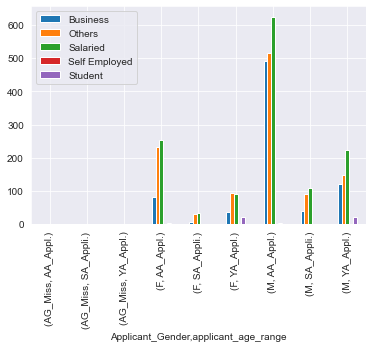 600
500
400
300
200
100
0
Business
Others
Salaried
Self Employed
Student
(AG_Miss, AA_Appl.)
(AG_Miss, SA_Appli.)
(AG_Miss, YA_Appl.)
(F, AA_Appl.)
(F, SA_Appli.)
(F, YA_Appl.)
(M, AA_Appl.)
(M, SA_Appli.)
(M, YA_Appl.)
Applicant_Gender,applicant_age_range